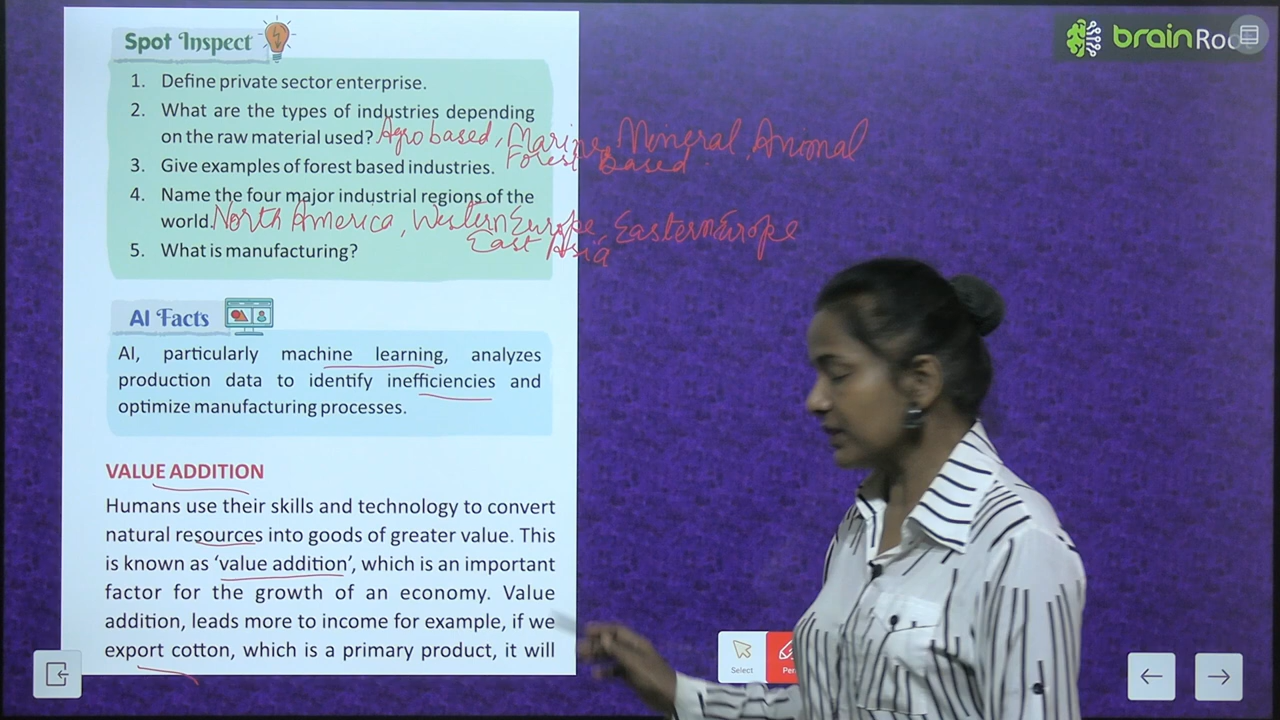 Spot Inspect
brainRoo
1. Define private sector enterprise.
2. What are the types of industries depending
on the raw material used? Agro based, Marine, Mineral, Animal
Forest Based.
3. Give examples of forest based industries.
4. Name the four major industrial regions of the
world. North America, Western Europe, Eastern Europe
East Asia
5. What is manufacturing?
AI Facts
AI, particularly machine learning, analyzes
production data to identify inefficiencies and
optimize manufacturing processes.
VALUE ADDITION
Humans use their skills and technology to convert
natural resources into goods of greater value. This
is known as ‘value addition’, which is an important
factor for the growth of an economy. Value
addition, leads more to income for example, if we
export cotton, which is a primary product, it will
Select
Pen